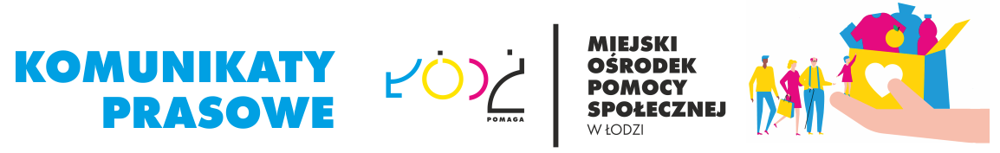 KOMUNIKATY
PRASOWE
ŁÓDŹ
POMAGA
MIEJSKI
OŚRODEK
POMOCY
SPOŁECZNEJ
W ŁODZI